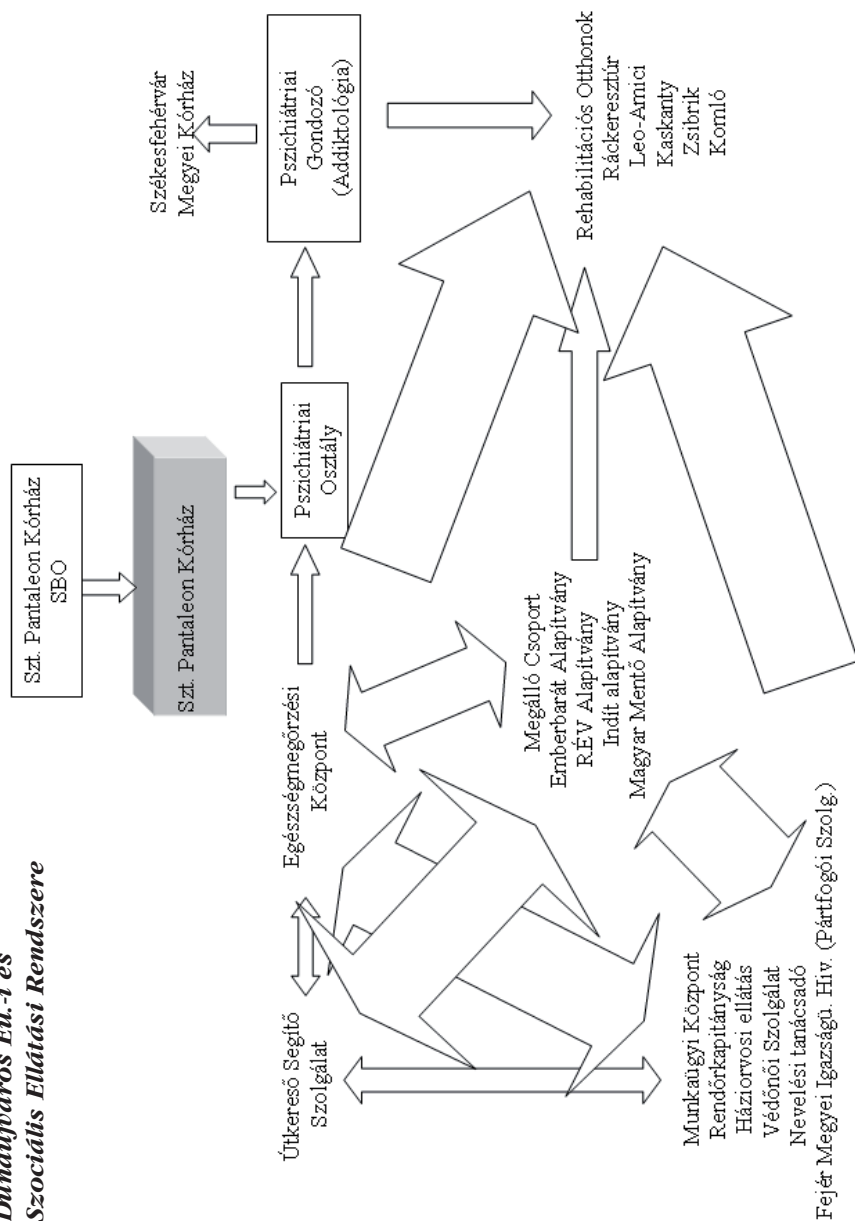 Dunaújváros Eü.-i és
Szociális Ellátási Rendszere
Szt. Pantaleon Kórház
SBO
Szt. Pantaleon Kórház
Székesfehérvár
Megyei Kórház
Egészségmegőrzési
Központ
Pszichiátriai
Osztály
Pszichiátriai
Gondozó
(Addiktológia)
Útkereső Segítő
Szolgálat
Megálló Csoport
Emberbarát Alapítvány
RÉV Alapítvány
Indít alapítvány
Magyar Mentő Alapítvány
Rehabilitációs Otthonok
Ráckeresztúr
Leo-Amici
Kaskanty
Zsibrik
Komló
Munkaügyi Központ
Rendőrkapitányság
Háziorvosi ellátás
Védőnői Szolgálat
Nevelési tanácsadó
Fejér Megyei Igazságü. Hiv. (Pártfogói Szolg.)